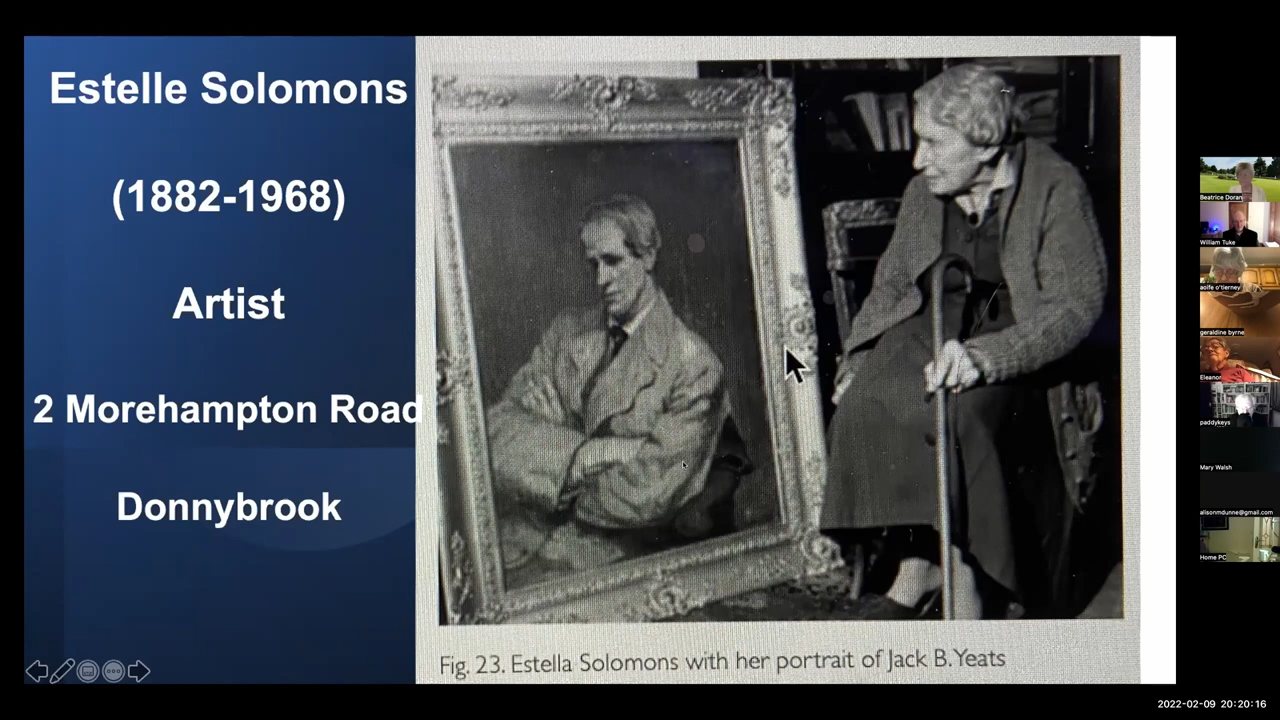 Estelle Solomons
(1882-1968)
Artist
2 Morehampton Road
Donnybrook
Fig. 23. Estella Solomons with her portrait of Jack B. Yeats
Beatrice Doran
William Tuke
aoife o'tierney
geraldine byrne
Eleanor
paddykeys
Mary Walsh
alisonmdunne@gmail.com
Home PC
2022-02-09 20:20:16